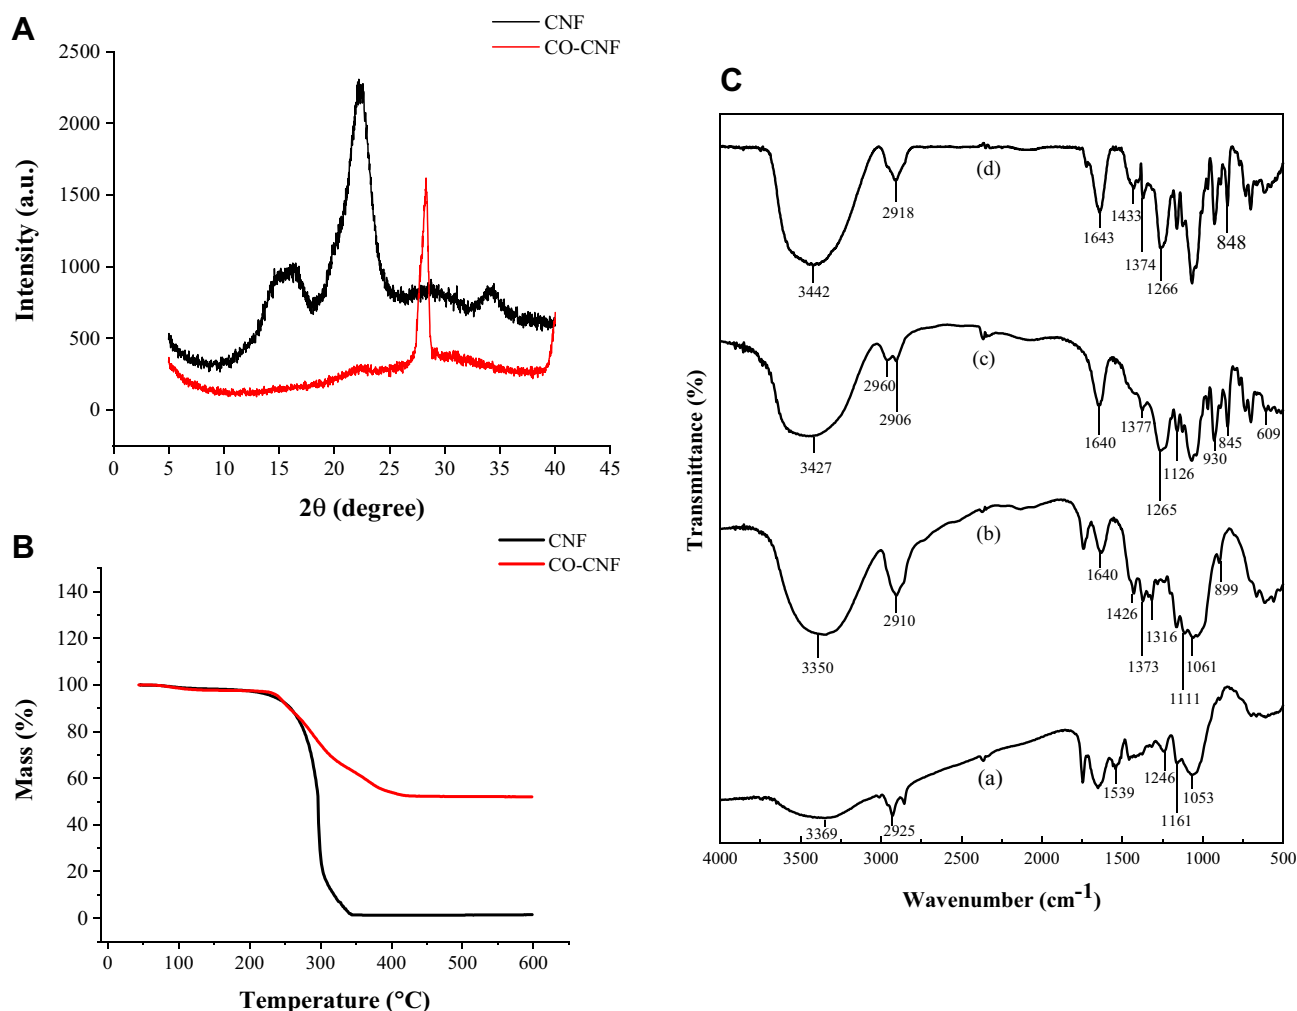 A
CNF
CO-CNF
2500
2000
1500
1000
500
0
Intensity (a.u.)
0 5 10 15 20 25 30 35 40 45
2θ (degree)
B
CNF
CO-CNF
140
120
100
80
60
40
20
0
Mass (%)
100 200 300 400 500 600
Temperature (°C)
C
Transmittance (%)
(d)
3442
2918
1643
1433
1374
1266
848
(c)
3427
2960
2906
1640
1377
1265
1126
930
845
609
(b)
3350
2910
1640
1426
1373
1316
1111
1061
899
(a)
3369
2925
1539
1246
1161
1053
4000 3500 3000 2500 2000 1500 1000 500
Wavenumber (cm-1)